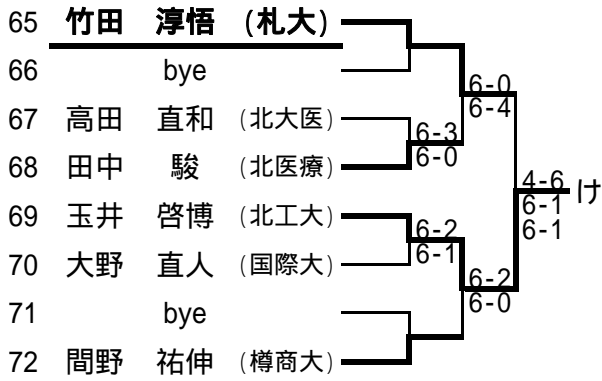 65 竹田 淳悟 (札大)
66 bye
67 高田 直和 (北大医)
68 田中 駿 (北医療)
69 玉井 啓博 (北工大)
70 大野 直人 (国際大)
71 bye
72 間野 祐伸 (樽商大)
6-3
6-0
6-2
6-1
6-0
6-4
6-2
6-0
4-6
6-1
6-1
け